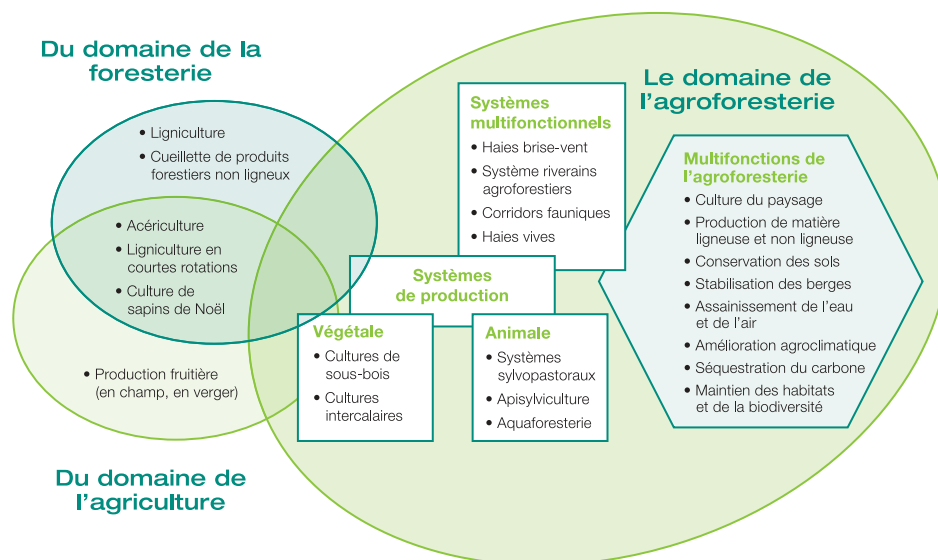 Du domaine de la
foresterie
• Ligniculture
• Cueillette de produits
forestiers non ligneux
• Acériculture
• Ligniculture en
courtes rotations
• Culture de
sapins de Noël
• Production fruitière
(en champ, en verger)
Du domaine de
l'agriculture
Le domaine de
l'agroforesterie
Systèmes
multifonctionnels
• Haies brise-vent
• Système riverains
agroforestiers
• Corridors fauniques
• Haies vives
Systèmes
de production
Végétale
• Cultures de
sous-bois
• Cultures
intercalaires
Animale
• Systèmes
sylvopastoraux
• Apisylviculture
• Aquaforesterie
Multifonctions de
l'agroforesterie
• Culture du paysage
• Production de matière
ligneuse et non ligneuse
• Conservation des sols
• Stabilisation des berges
• Assainissement de l'eau
et de l'air
• Amélioration agroclimatique
• Séquestration du carbone
• Maintien des habitats
et de la biodiversité